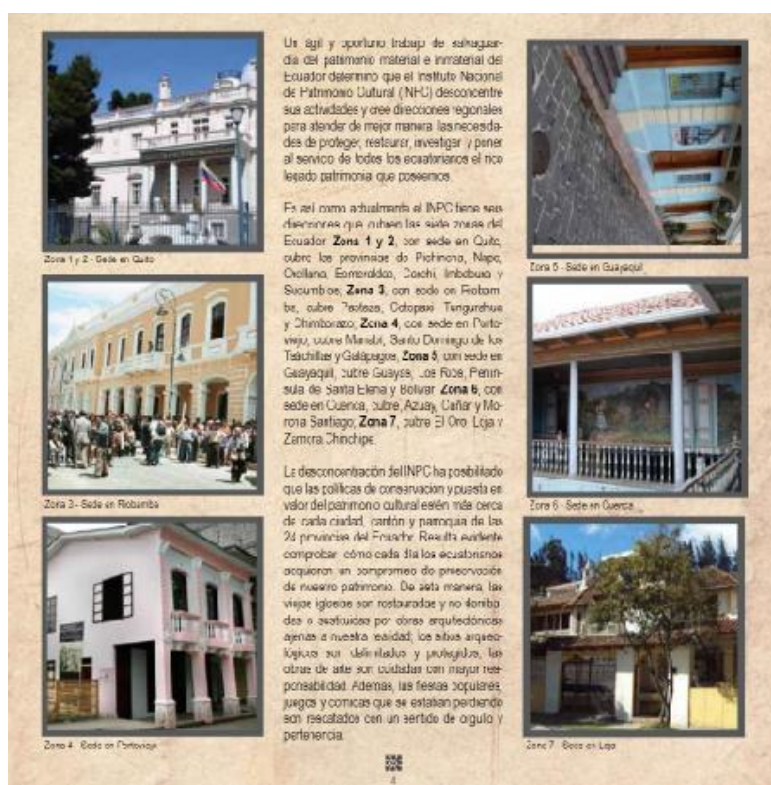 Un ágil y oportuno trabajo de salvaguar-
dia del patrimonio material e inmaterial del
Ecuador determinó que el Instituto Nacional
de Patrimonio Cultural (INPC) desconcentre
sus actividades y cree direcciones regionales
para atender de mejor manera las necesida-
des de proteger, restaurar, investigar y poner
al servicio de todos los ecuatorianos el rico
legado patrimonial que poseemos.
Es así como actualmente el INPC tiene seis
direcciones que cubren las siete zonas del
Ecuador: Zona 1 y 2, con sede en Quito,
cubre las provincias de Pichincha, Napo,
Orellana, Esmeraldas, Carchi, Imbabura y
Sucumbíos; Zona 3, con sede en Riobam-
ba, cubre Pastaza, Cotopaxi, Tungurahua
y Chimborazo; Zona 4, con sede en Porto-
viejo, cubre Manabí, Santo Domingo de los
Tsáchillas y Galápagos; Zona 5, con sede en
Guayaquil, cubre Guayas, Los Ríos, Penín-
sula de Santa Elena y Bolívar; Zona 6, con
sede en Cuenca, cubre, Azuay, Cañar y Mo-
rona Santiago; Zona 7, cubre El Oro, Loja y
Zamora Chinchipe.
La desconcentración del INPC ha posibilitado
que las políticas de conservación y puesta en
valor del patrimonio cultural estén más cerca
de cada ciudad, cantón y parroquia de las
24 provincias del Ecuador. Resulta evidente
comprobar cómo cada día los ecuatorianos
adquieren un compromiso de preservación
de nuestro patrimonio. De esta manera, las
viejas iglesias son restauradas y no derriba-
das o sustituidas por obras arquitectónicas
ajenas a nuestra realidad; los sitios arqueo-
lógicos son delimitados y protegidos, las
obras de arte son cuidadas con mayor res-
ponsabilidad. Además, las fiestas populares,
juegos y comidas que se estaban perdiendo
son rescatados con un sentido de orgullo y
pertenencia.
Zona 1 y 2 - Sede en Quito
Zona 3 - Sede en Riobamba
Zona 4 - Sede en Portoviejo
Zona 5 - Sede en Guayaquil
Zona 6 - Sede en Cuenca
Zona 7 - Sede en Loja
4